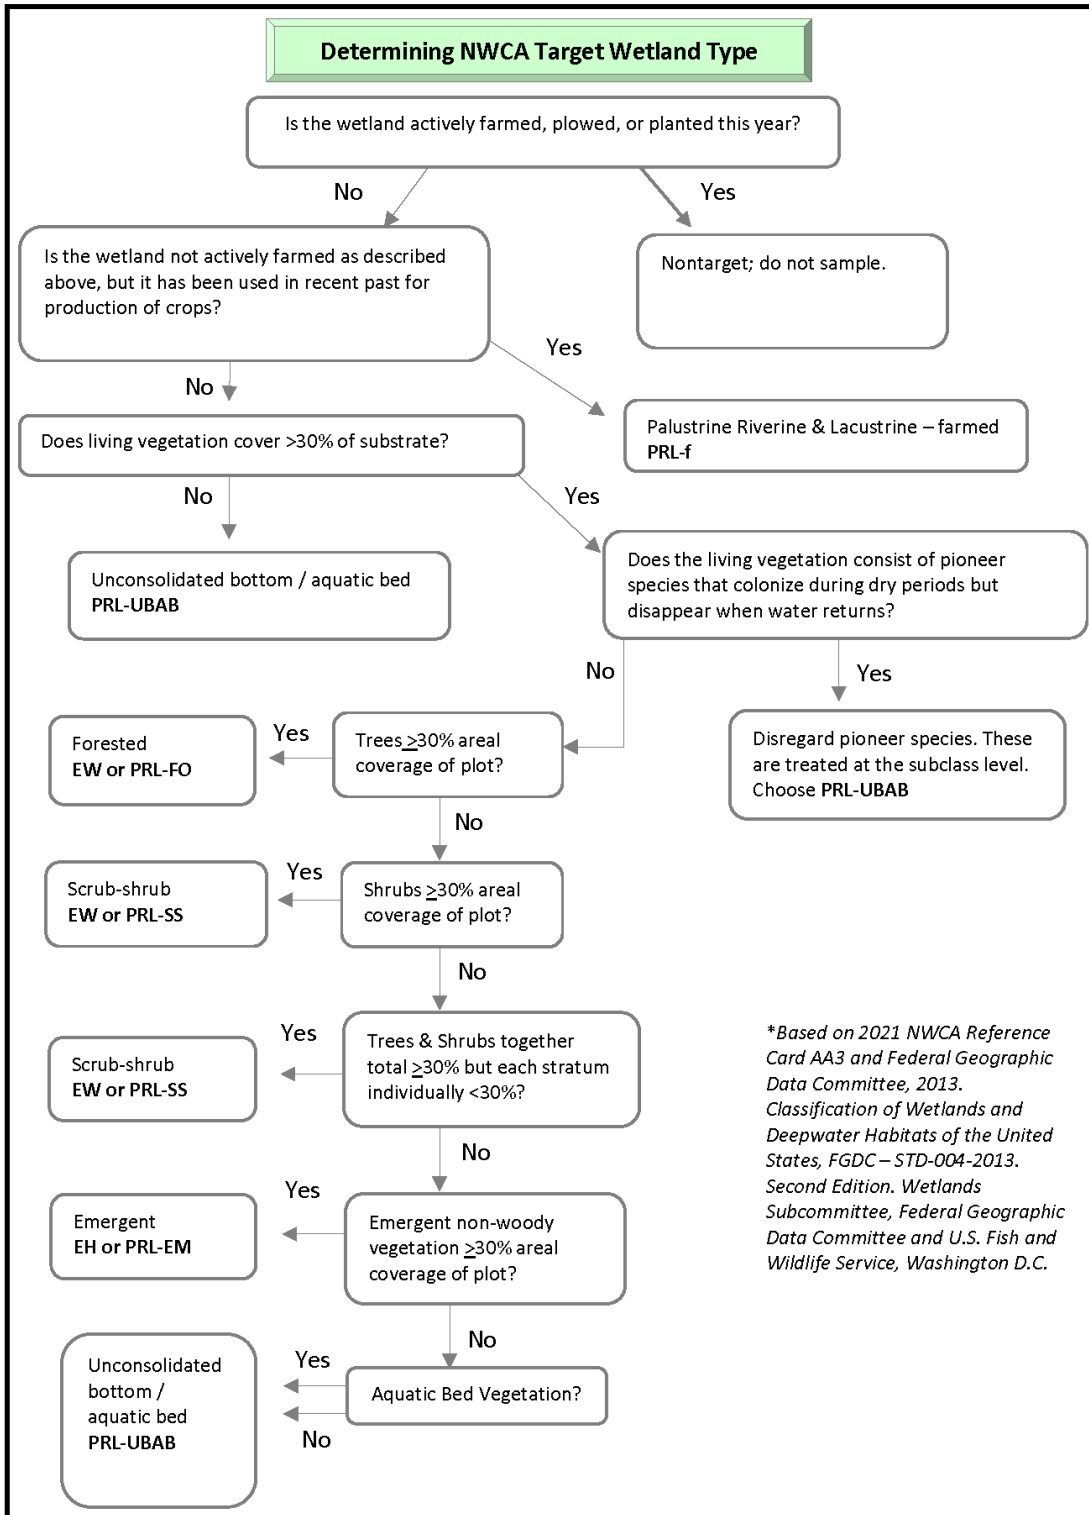 Determining NWCA Target Wetland Type
Is the wetland actively farmed, plowed, or planted this year?
No
Yes
Is the wetland not actively farmed as described
above, but it has been used in recent past for
production of crops?
Nontarget; do not sample.
Yes
No
Palustrine Riverine & Lacustrine – farmed
PRL-f
Does living vegetation cover >30% of substrate?
No
Yes
Unconsolidated bottom / aquatic bed
PRL-UBAB
Does the living vegetation consist of pioneer
species that colonize during dry periods but
disappear when water returns?
No
Yes
Forested
EW or PRL-FO
Yes
Trees ≥30% areal
coverage of plot?
Disregard pioneer species. These
are treated at the subclass level.
Choose PRL-UBAB
No
Scrub-shrub
EW or PRL-SS
Yes
Shrubs ≥30% areal
coverage of plot?
No
Scrub-shrub
EW or PRL-SS
Yes
Trees & Shrubs together
total ≥30% but each stratum
individually <30%?
No
Emergent
EH or PRL-EM
Yes
Emergent non-woody
vegetation ≥30% areal
coverage of plot?
No
Unconsolidated
bottom /
aquatic bed
PRL-UBAB
Yes
Aquatic Bed Vegetation?
No
*Based on 2021 NWCA Reference
Card AA3 and Federal Geographic
Data Committee, 2013.
Classification of Wetlands and
Deepwater Habitats of the United
States, FGDC – STD-004-2013.
Second Edition. Wetlands
Subcommittee, Federal Geographic
Data Committee and U.S. Fish and
Wildlife Service, Washington D.C.